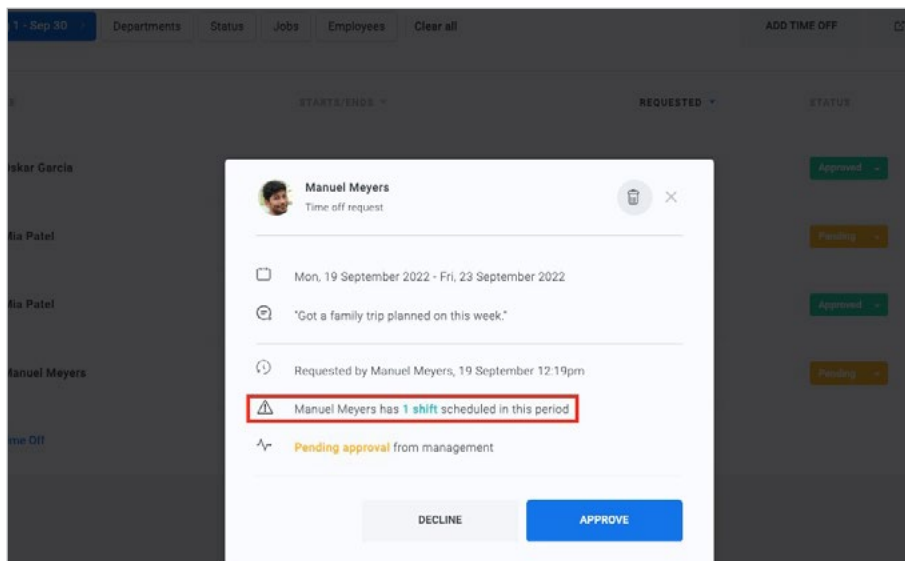 1 - Sep 30 Departments Status Jobs Employees Clear all ADD TIME OFF
STARTS/ENDS REQUESTED STATUS
Oskar Garcia Approved
Manuel Meyers
Time off request
Mia Patel Pending
Mon, 19 September 2022 - Fri, 23 September 2022
Mia Patel Approved
"Got a family trip planned on this week."
Manuel Meyers Pending
Requested by Manuel Meyers, 19 September 12:19pm
Manuel Meyers has 1 shift scheduled in this period
Off
Pending approval from management
DECLINE APPROVE